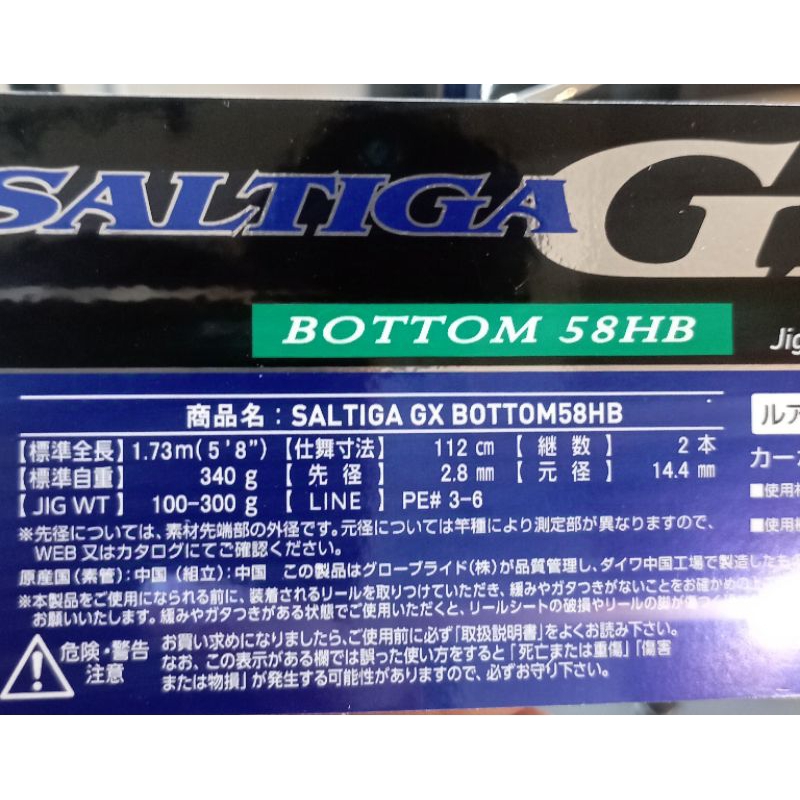 SALTIGA G
BOTTOM 58HB
Jig
商品名：SALTIGA GX BOTTOM58HB
ルア
【標準全長】1.73m(5'8")【仕舞寸法】 112㎝【継数】 2本
カー
【標準自重】 340g【先径】 2.8㎜【元径】 14.4㎜
■使用
【JIG WT】 100-300g【LINE】PE# 3-6
■使用
※先径については、素材先端部の外径です。元径については竿種により測定部が異なりますので、
WEB又はカタログにてご確認ください。
原産国(素管):中国 (組立):中国 この製品はグローブライド(株)が品質管理し、ダイワ中国工場で製造したも
※本製品をご使用になられる前に、装着されるリールを取りつけていただき、緩みやガタつきがないことをお確かめの上
お願いいたします。緩みやガタつきがある状態でご使用いただくと、リールシートの破損やリールの脚が傷つ
危険・警告
注意
お買い求めになりましたら、ご使用前に必ず「取扱説明書」をよくお読み下さい。
なお、この表示がある欄では誤った使い方をすると「死亡または重傷」「傷害
または物損」が発生する可能性がありますので、必ずお守り下さい。